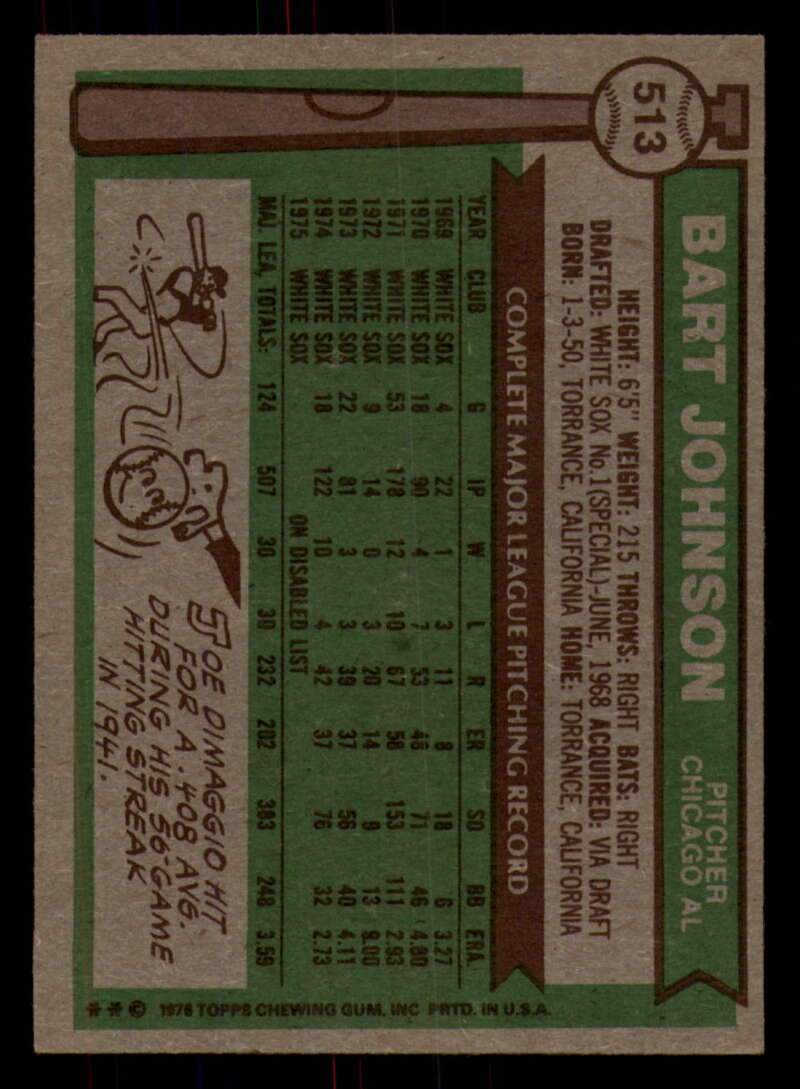 513
BART JOHNSON
PITCHER
CHICAGO AL
HEIGHT: 6'5" WEIGHT: 215 THROWS: RIGHT BATS: RIGHT
DRAFTED: WHITE SOX No.1(SPECIAL)-JUNE, 1968 ACQUIRED: VIA DRAFT
BORN: 1-3-50, TORRANCE, CALIFORNIA HOME: TORRANCE, CALIFORNIA
COMPLETE MAJOR LEAGUE PITCHING RECORD
YEAR CLUB G IP W L R ER SO BB ERA.
1969 WHITE SOX 4 22 1 3 11 8 18 6 3.27
1970 WHITE SOX 18 90 4 7 53 48 71 46 4.80
1971 WHITE SOX 53 178 12 10 67 58 153 111 2.93
1972 WHITE SOX 9 14 0 3 20 14 9 13 9.00
1973 WHITE SOX 22 81 3 3 39 37 56 40 4.11
1974 WHITE SOX 18 122 10 4 42 37 76 32 2.73
1975 WHITE SOX ON DISABLED LIST
MAJ. LEA. TOTALS: 124 507 30 30 232 202 383 248 3.59
JOE DIMAGGIO HIT
FOR A .408 AVG.
DURING HIS 56-GAME
HITTING STREAK
IN 1941.
** © 1976 TOPPS CHEWING GUM, INC PRTD. IN U.S.A.